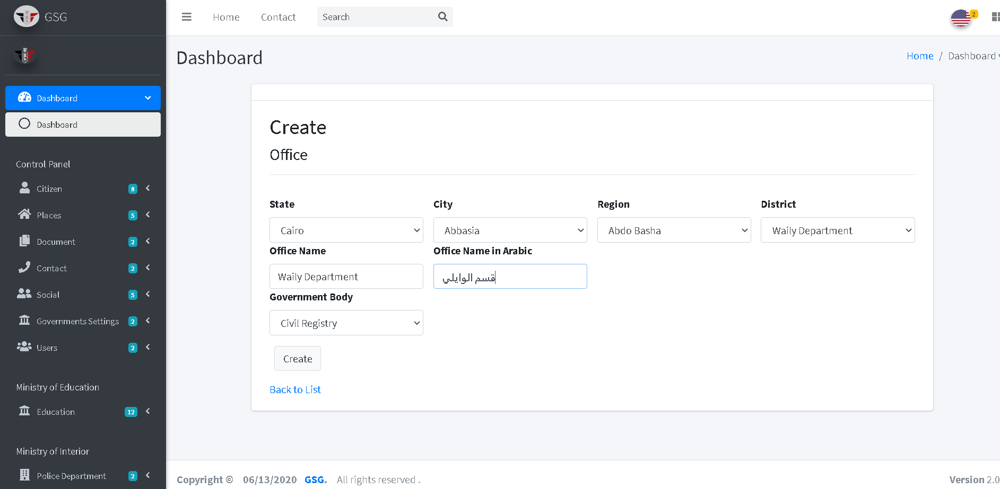 GSG
Home
Contact
Search
2
Dashboard
Home / Dashboard v
Dashboard
Dashboard
Create
Office
Control Panel
Citizen 8
Places 5
Document 2
Contact 2
Social 5
Governments Settings 2
Users 2
Ministry of Education
Education 12
Ministry of Interior
Police Department 2
State
City
Region
District
Cairo
Abbasia
Abdo Basha
Waily Department
Office Name
Office Name in Arabic
Waily Department
قسم الوايلي
Government Body
Civil Registry
Create
Back to List
Copyright © 06/13/2020 GSG. All rights reserved .
Version 2.0